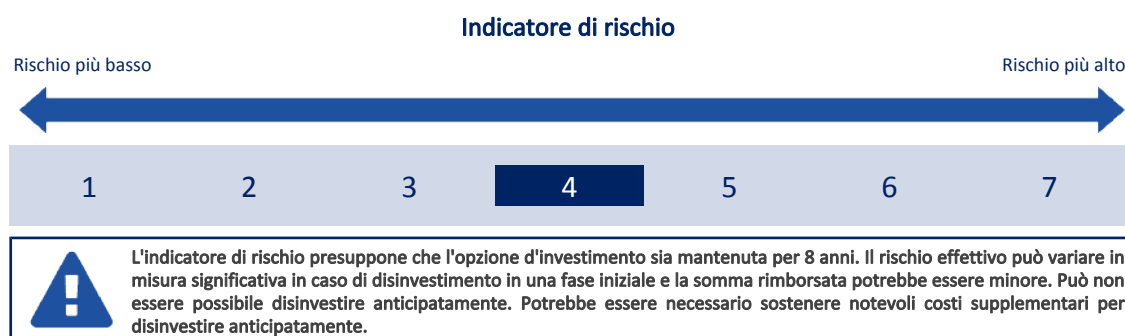 Indicatore di rischio
Rischio più basso
Rischio più alto
1 2 3 4 5 6 7
L'indicatore di rischio presuppone che l'opzione d'investimento sia mantenuta per 8 anni. Il rischio effettivo può variare in
misura significativa in caso di disinvestimento in una fase iniziale e la somma rimborsata potrebbe essere minore. Può non
essere possibile disinvestire anticipatamente. Potrebbe essere necessario sostenere notevoli costi supplementari per
disinvestire anticipatamente.